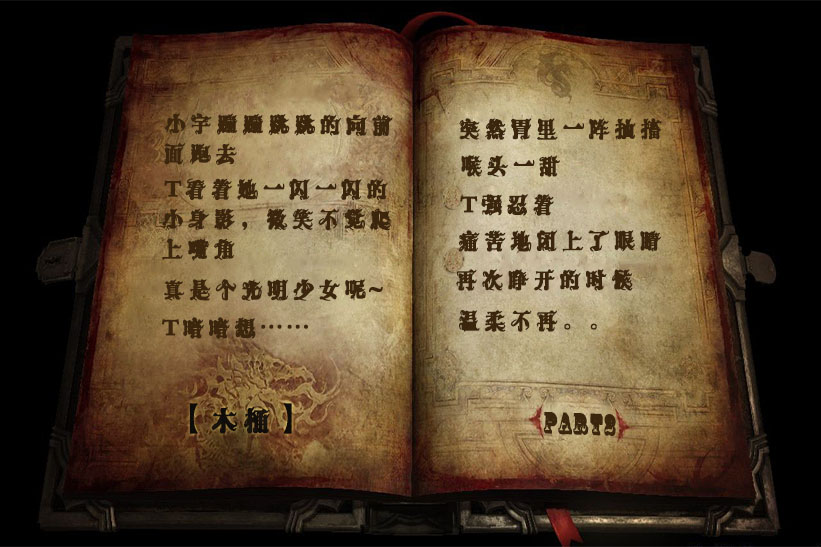 小宇蹦蹦跳跳的向前
面跑去
T看着她一闪一闪的
小身影，微笑不觉爬
上嘴角
真是个光明少女呢~
T暗暗想……
【木桶】
突然胃里一阵抽搐
喉头一甜
T强忍着
痛苦地闭上了眼睛
再次睁开的时候
温柔不再。。
PART2